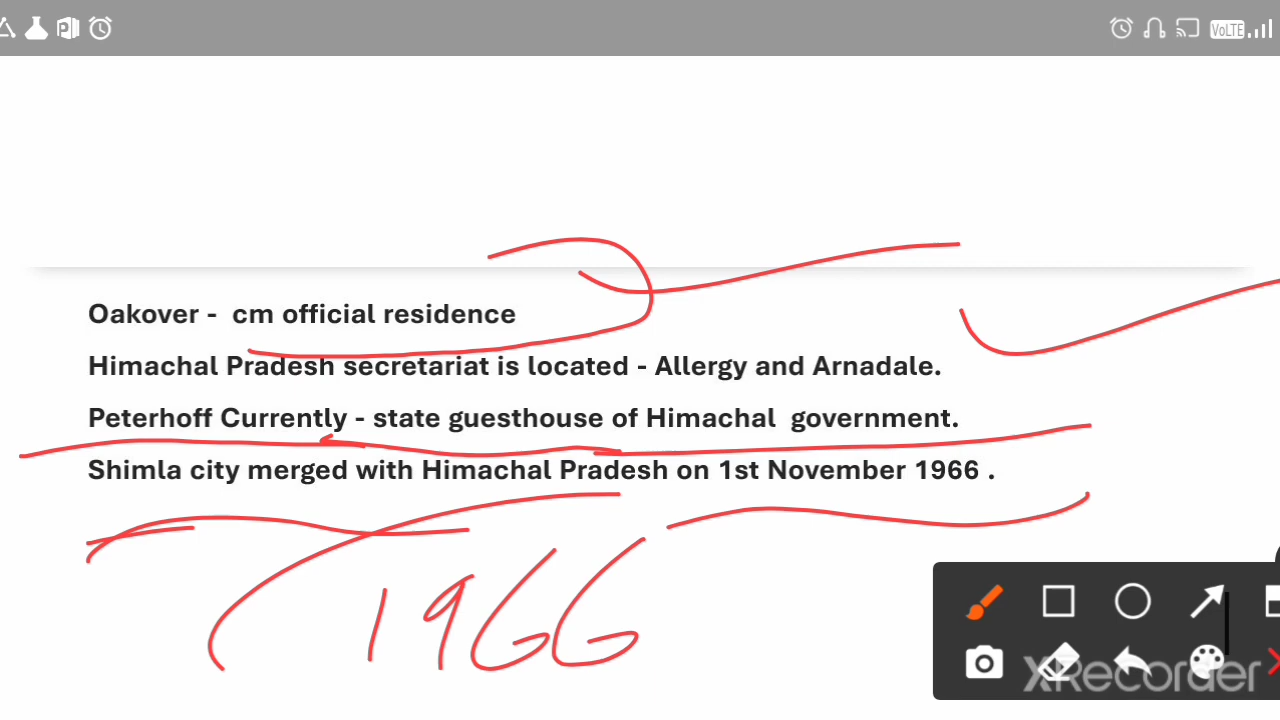 VoLTE
Oakover - cm official residence
Himachal Pradesh secretariat is located - Allergy and Arnadale.
Peterhoff Currently - state guesthouse of Himachal government.
Shimla city merged with Himachal Pradesh on 1st November 1966 .
1966
XRecorder